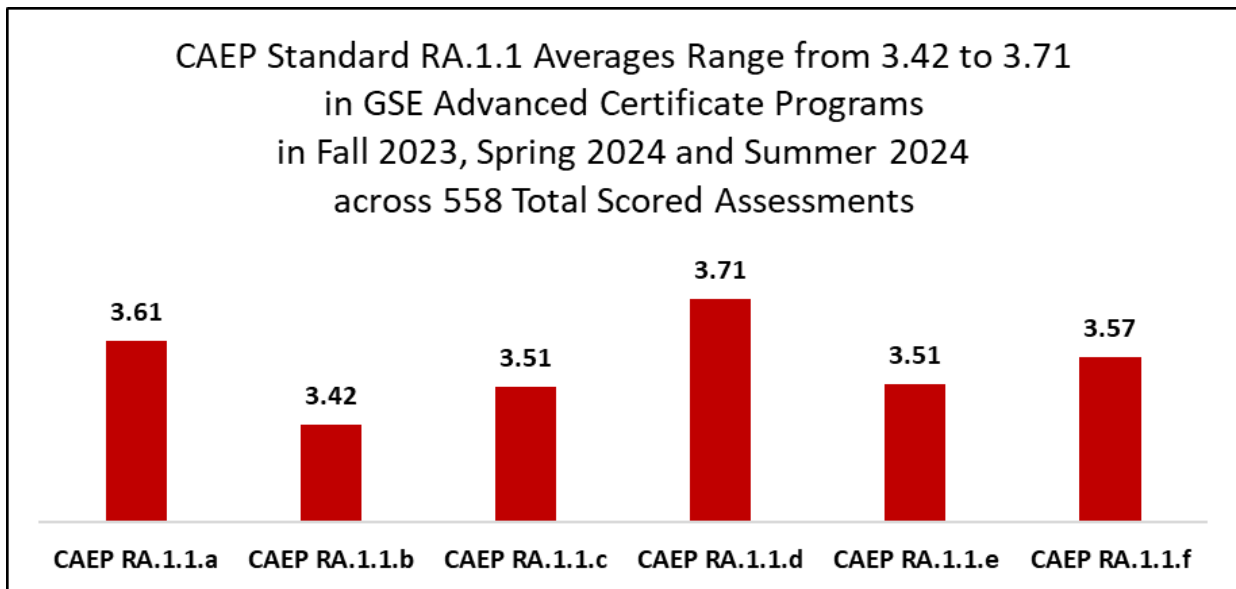 CAEP Standard RA.1.1 Averages Range from 3.42 to 3.71
in GSE Advanced Certificate Programs
in Fall 2023, Spring 2024 and Summer 2024
across 558 Total Scored Assessments
3.61
3.42
3.51
3.71
3.51
3.57
CAEP RA.1.1.a
CAEP RA.1.1.b
CAEP RA.1.1.c
CAEP RA.1.1.d
CAEP RA.1.1.e
CAEP RA.1.1.f